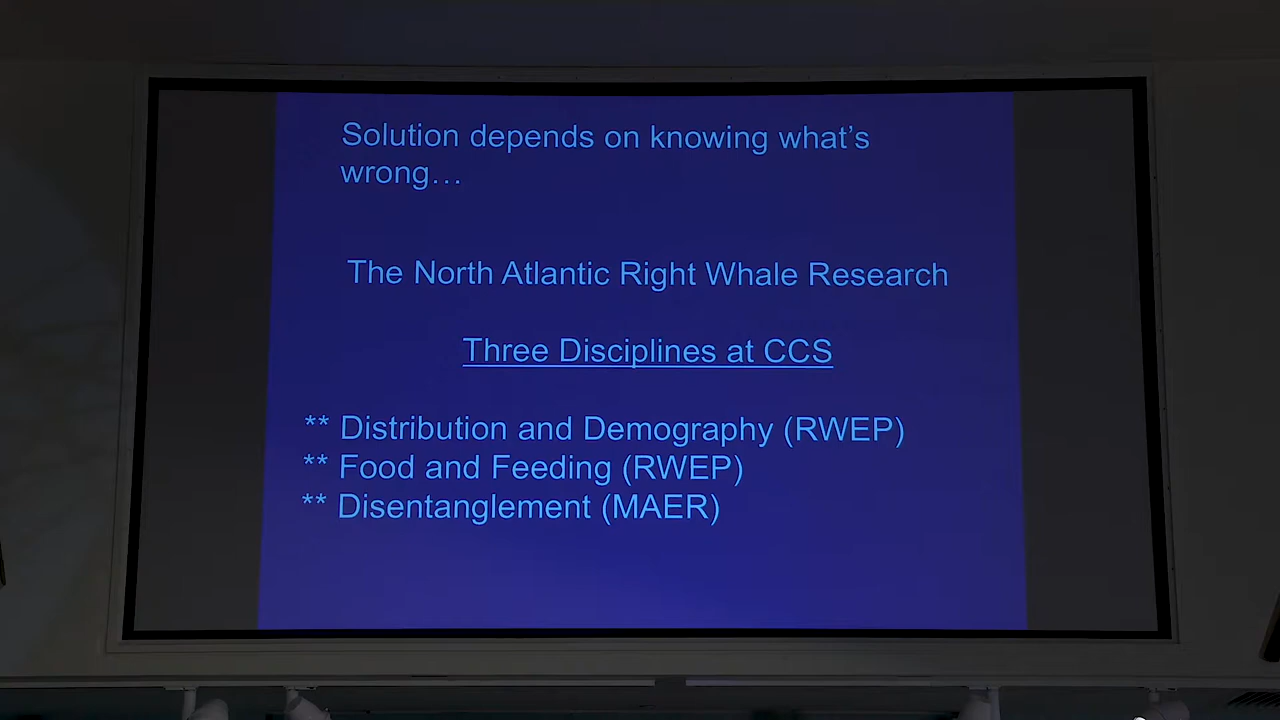 Solution depends on knowing what’s
wrong…
The North Atlantic Right Whale Research
Three Disciplines at CCS
** Distribution and Demography (RWEP)
** Food and Feeding (RWEP)
** Disentanglement (MAER)